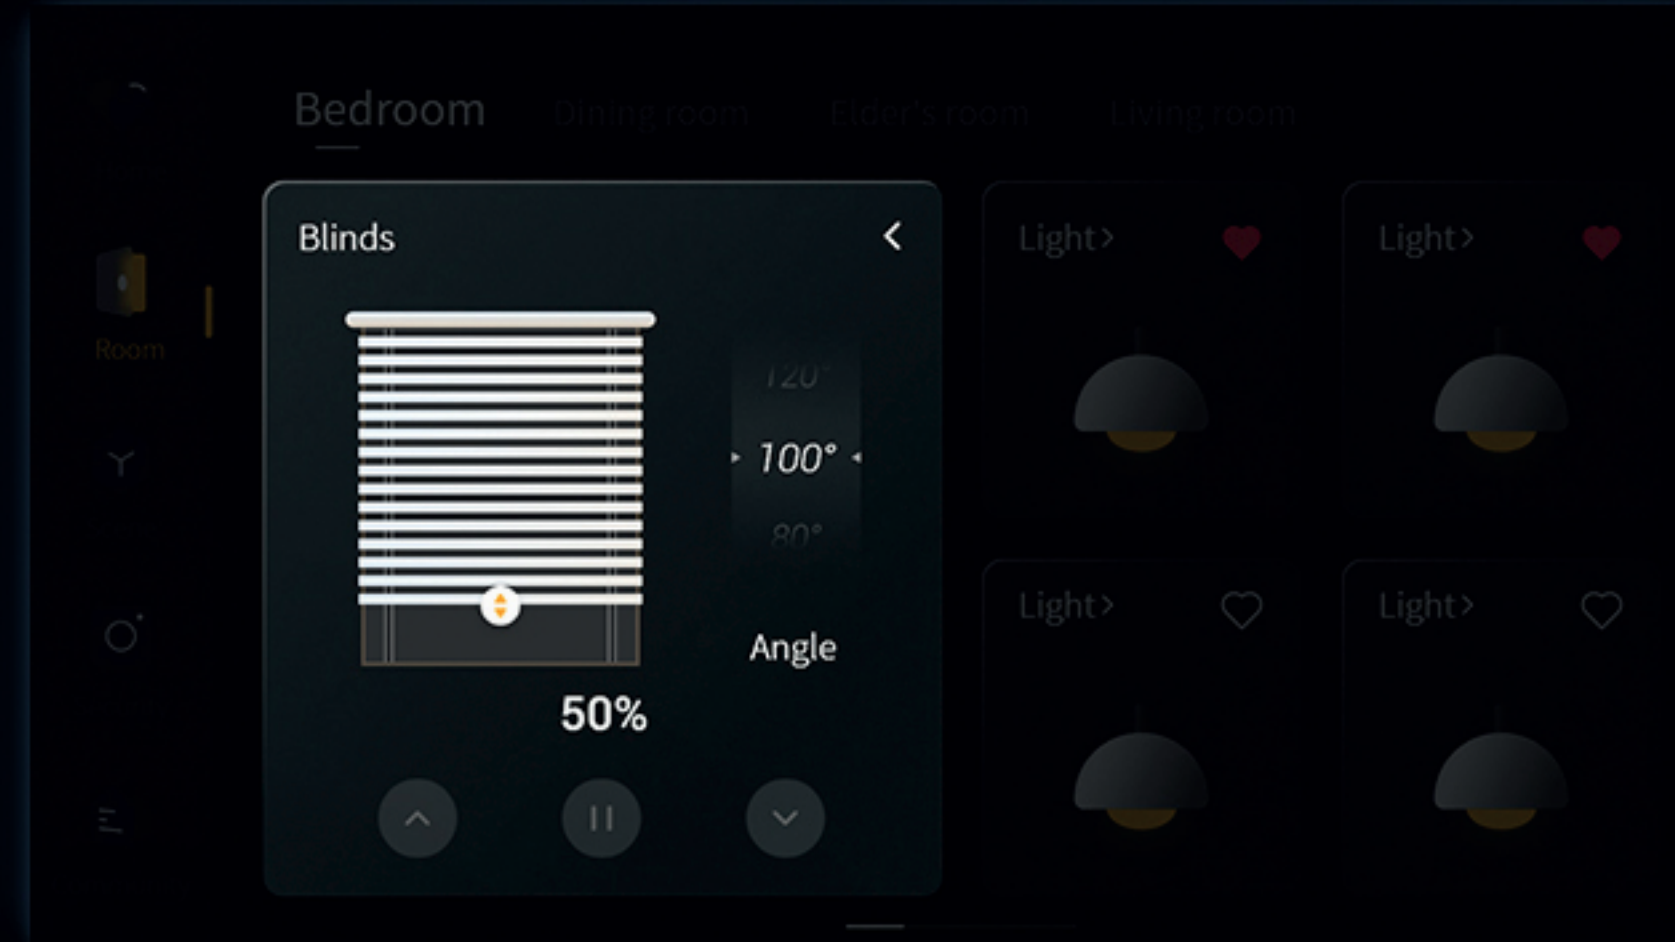 Bedroom Dining room Elder's room Living room
Blinds
Light
Light
Room
120°
100°
80°
Angle
Light
Light
50%